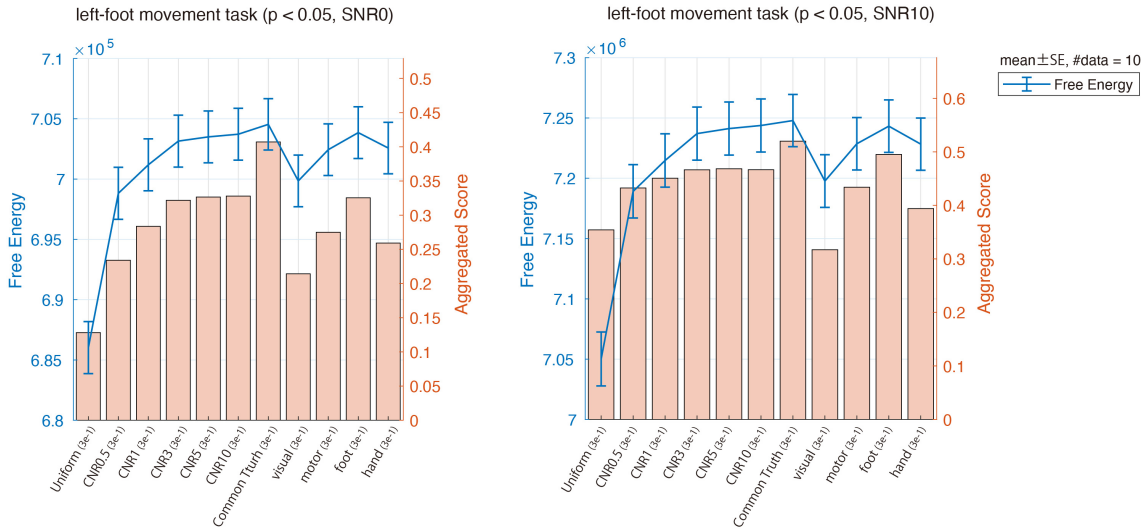 left-foot movement task (p < 0.05, SNR0)
×10⁵
7.1
7.05
7
6.95
6.9
6.85
6.8
Free Energy
0.5
0.45
0.4
0.35
0.3
0.25
0.2
0.15
0.1
0.05
0
Aggregated Score
Uniform (3e-1)
CNR0.5 (3e-1)
CNR1 (3e-1)
CNR3 (3e-1)
CNR5 (3e-1)
CNR10 (3e-1)
Common Tturh (3e-1)
visual (3e-1)
motor (3e-1)
foot (3e-1)
hand (3e-1)
left-foot movement task (p < 0.05, SNR10)
×10⁶
7.3
7.25
7.2
7.15
7.1
7.05
7
Free Energy
0.6
0.5
0.4
0.3
0.2
0.1
0
Aggregated Score
Uniform (3e-1)
CNR0.5 (3e-1)
CNR1 (3e-1)
CNR3 (3e-1)
CNR5 (3e-1)
CNR10 (3e-1)
Common Truth (3e-1)
visual (3e-1)
motor (3e-1)
foot (3e-1)
hand (3e-1)
mean±SE, #data = 10
Free Energy